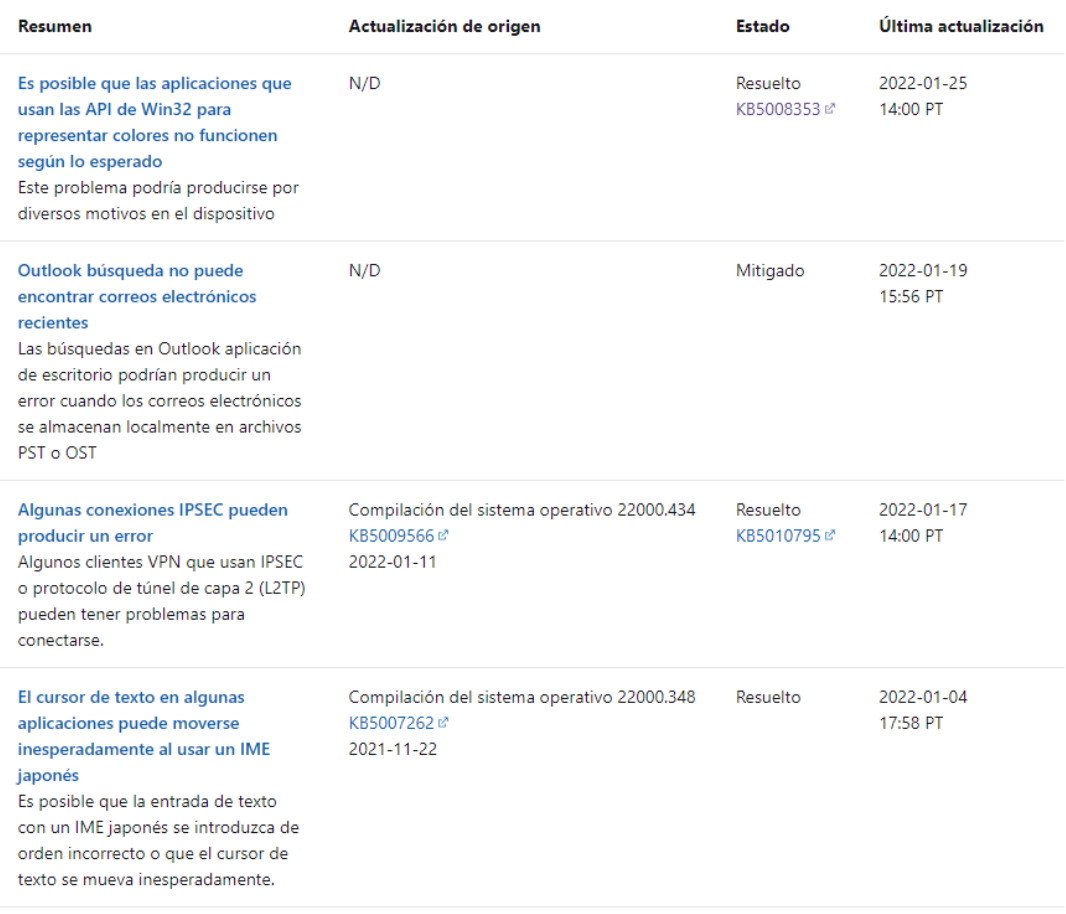 Resumen Actualización de origen Estado Última actualización
Es posible que las aplicaciones que N/D Resuelto 2022-01-25
usan las API de Win32 para KB5008353 14:00 PT
representar colores no funcionen
según lo esperado
Este problema podría producirse por
diversos motivos en el dispositivo
Outlook búsqueda no puede N/D Mitigado 2022-01-19
encontrar correos electrónicos 15:56 PT
recientes
Las búsquedas en Outlook aplicación
de escritorio podrían producir un
error cuando los correos electrónicos
se almacenan localmente en archivos
PST o OST
Algunas conexiones IPSEC pueden Compilación del sistema operativo 22000.434 Resuelto 2022-01-17
producir un error KB5009566 KB5010795 14:00 PT
Algunos clientes VPN que usan IPSEC 2022-01-11
o protocolo de túnel de capa 2 (L2TP)
pueden tener problemas para
conectarse.
El cursor de texto en algunas Compilación del sistema operativo 22000.348 Resuelto 2022-01-04
aplicaciones puede moverse KB5007262 17:58 PT
inesperadamente al usar un IME 2021-11-22
japonés
Es posible que la entrada de texto
con un IME japonés se introduzca de
orden incorrecto o que el cursor de
texto se mueva inesperadamente.